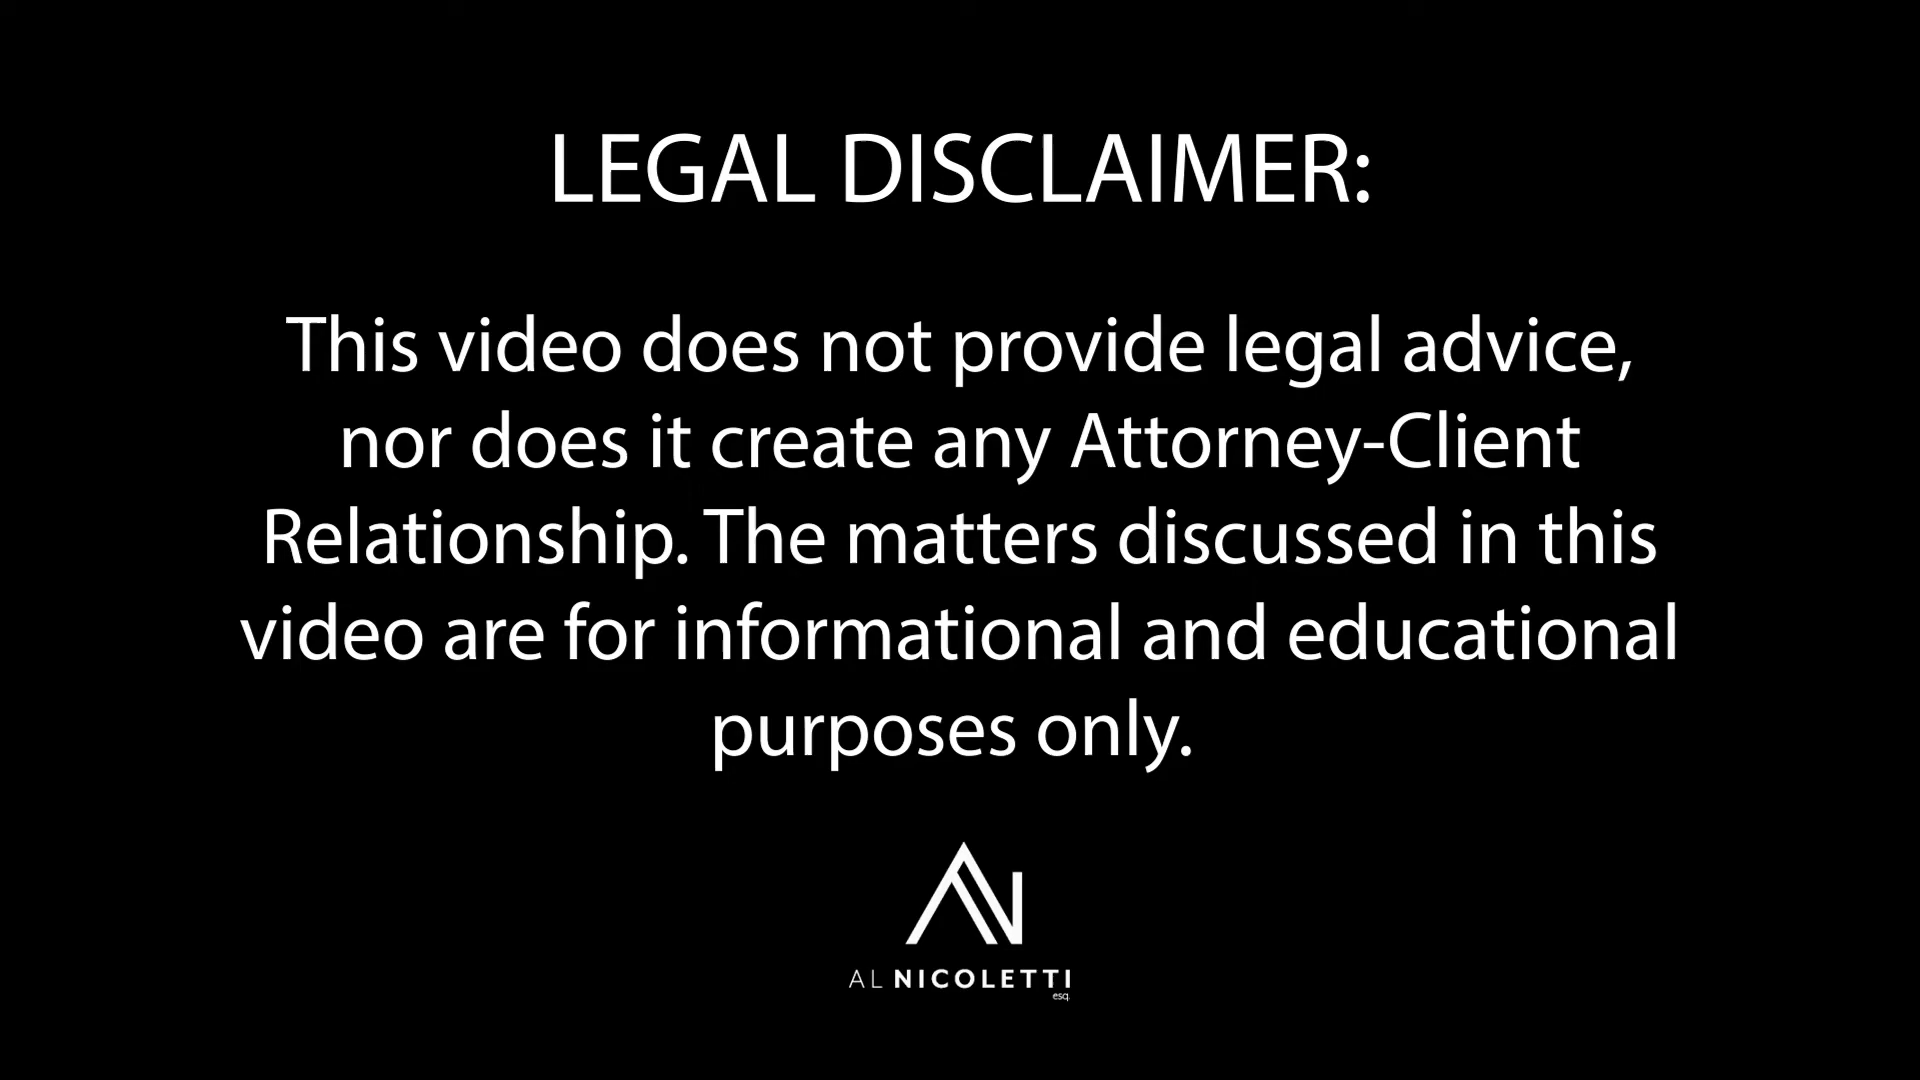 LEGAL DISCLAIMER:
This video does not provide legal advice,
nor does it create any Attorney-Client
Relationship. The matters discussed in this
video are for informational and educational
purposes only.
AL NICOLETTI
esq.